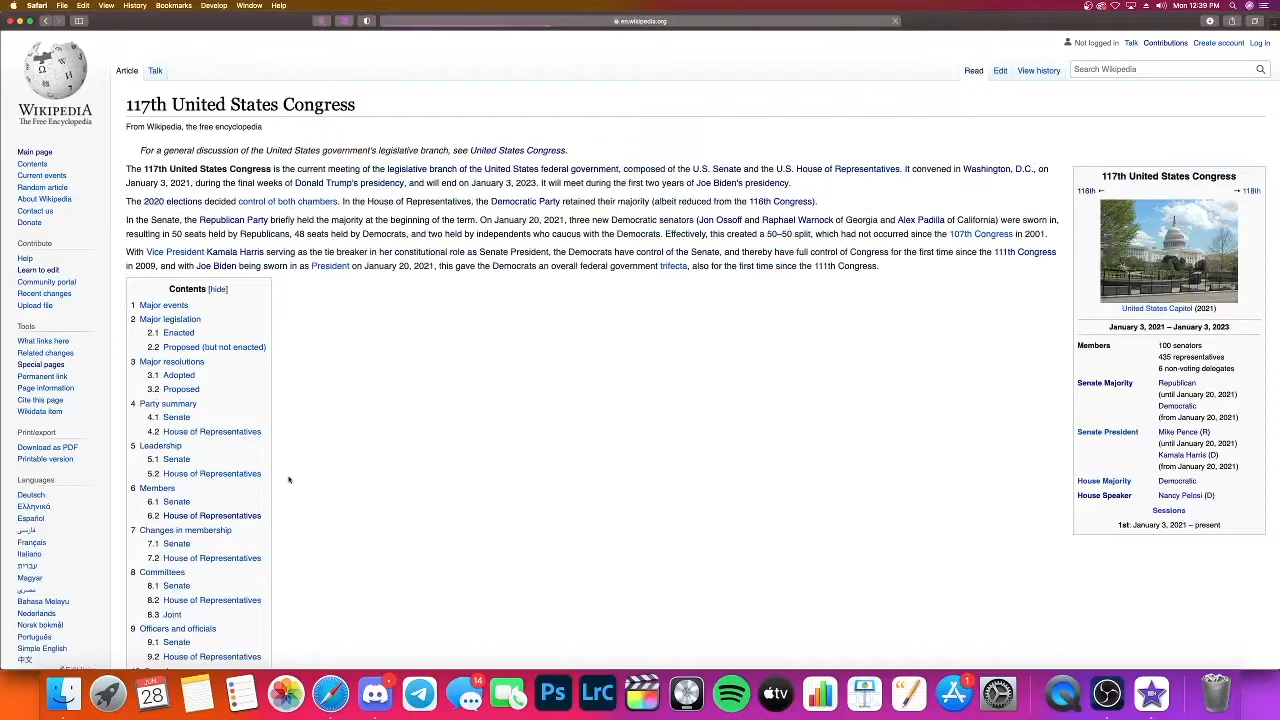 Safari File Edit View History Bookmarks Develop Window Help
Mon 12:39 PM
en.wikipedia.org
Not logged in Talk Contributions Create account Log in
Article Talk
Read Edit View history
Search Wikipedia
WIKIPEDIA
The Free Encyclopedia
Main page
Contents
Current events
Random article
About Wikipedia
Contact us
Donate
Contribute
Help
Learn to edit
Community portal
Recent changes
Upload file
Tools
What links here
Related changes
Special pages
Permanent link
Page information
Cite this page
Wikidata item
Print/export
Download as PDF
Printable version
Languages
Deutsch
Ελληνικά
Español
فارسی
Français
Italiano
עברית
Magyar
مصرى
Bahasa Melayu
Nederlands
Norsk bokmål
Português
Simple English
中文
117th United States Congress
From Wikipedia, the free encyclopedia
For a general discussion of the United States government's legislative branch, see United States Congress.
The 117th United States Congress is the current meeting of the legislative branch of the United States federal government, composed of the U.S. Senate and the U.S. House of Representatives. It convened in Washington, D.C., on
January 3, 2021, during the final weeks of Donald Trump's presidency, and will end on January 3, 2023. It will meet during the first two years of Joe Biden's presidency.
The 2020 elections decided control of both chambers. In the House of Representatives, the Democratic Party retained their majority (albeit reduced from the 116th Congress).
In the Senate, the Republican Party briefly held the majority at the beginning of the term. On January 20, 2021, three new Democratic senators (Jon Ossoff and Raphael Warnock of Georgia and Alex Padilla of California) were sworn in,
resulting in 50 seats held by Republicans, 48 seats held by Democrats, and two held by independents who caucus with the Democrats. Effectively, this created a 50–50 split, which had not occurred since the 107th Congress in 2001.
With Vice President Kamala Harris serving as the tie breaker in her constitutional role as Senate President, the Democrats have control of the Senate, and thereby have full control of Congress for the first time since the 111th Congress
in 2009, and with Joe Biden being sworn in as President on January 20, 2021, this gave the Democrats an overall federal government trifecta, also for the first time since the 111th Congress.
Contents [hide]
1 Major events
2 Major legislation
2.1 Enacted
2.2 Proposed (but not enacted)
3 Major resolutions
3.1 Adopted
3.2 Proposed
4 Party summary
4.1 Senate
4.2 House of Representatives
5 Leadership
5.1 Senate
5.2 House of Representatives
6 Members
6.1 Senate
6.2 House of Representatives
7 Changes in membership
7.1 Senate
7.2 House of Representatives
8 Committees
8.1 Senate
8.2 House of Representatives
8.3 Joint
9 Officers and officials
9.1 Senate
9.2 House of Representatives
117th United States Congress
116th ← → 118th
United States Capitol (2021)
January 3, 2021 – January 3, 2023
Members 100 senators
435 representatives
6 non-voting delegates
Senate Majority Republican
(until January 20, 2021)
Democratic
(from January 20, 2021)
Senate President Mike Pence (R)
(until January 20, 2021)
Kamala Harris (D)
(from January 20, 2021)
House Majority Democratic
House Speaker Nancy Pelosi (D)
Sessions
1st: January 3, 2021 – present
JUN
28
14
Ps
LrC
tv
1